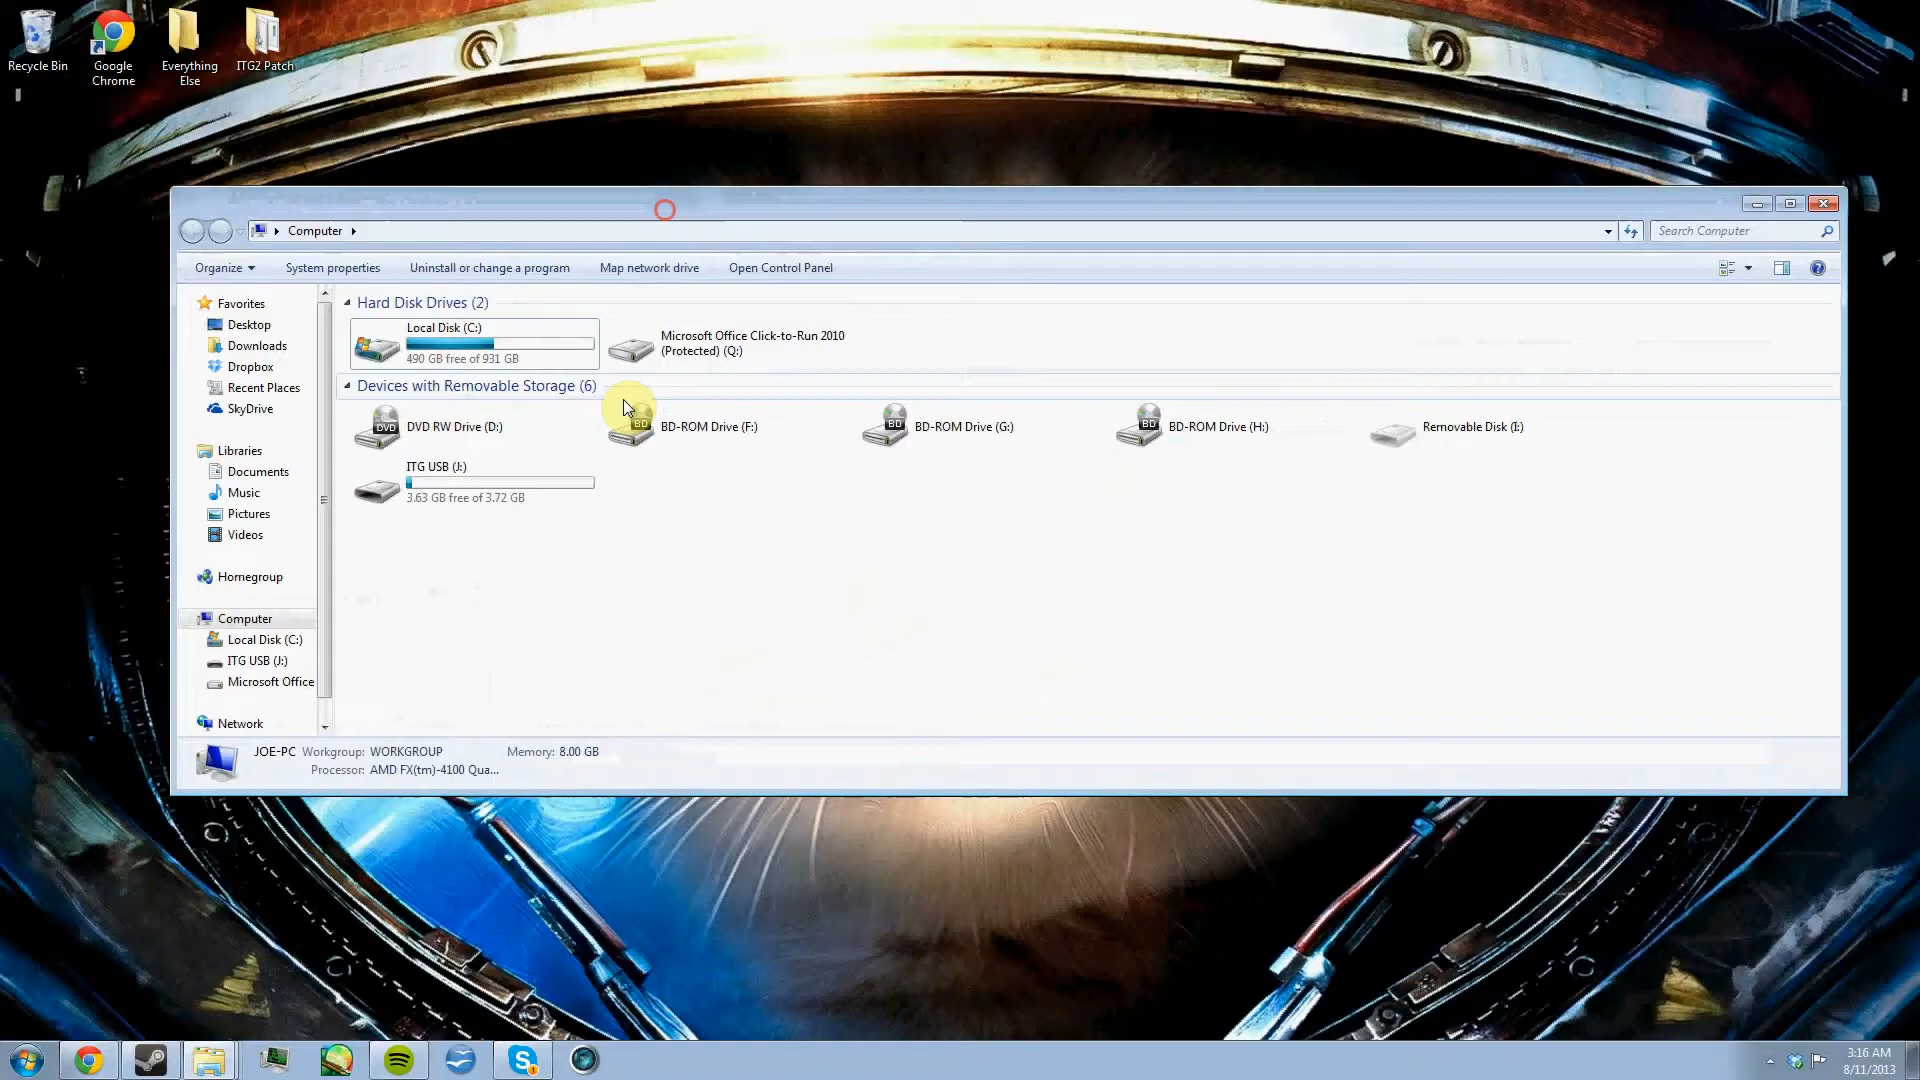 Recycle Bin
Google
Chrome
Everything
Else
ITG2 Patch
Computer
Search Computer
Organize
System properties
Uninstall or change a program
Map network drive
Open Control Panel
Favorites
Desktop
Downloads
Dropbox
Recent Places
SkyDrive
Libraries
Documents
Music
Pictures
Videos
Homegroup
Computer
Local Disk (C:)
ITG USB (J:)
Microsoft Office
Network
Hard Disk Drives (2)
Local Disk (C:)
490 GB free of 931 GB
Microsoft Office Click-to-Run 2010
(Protected) (Q:)
Devices with Removable Storage (6)
DVD
DVD RW Drive (D:)
BD
BD-ROM Drive (F:)
BD
BD-ROM Drive (G:)
BD
BD-ROM Drive (H:)
Removable Disk (I:)
ITG USB (J:)
3.63 GB free of 3.72 GB
JOE-PC Workgroup: WORKGROUP Memory: 8.00 GB
Processor: AMD FX(tm)-4100 Qua...
3:16 AM
8/11/2013